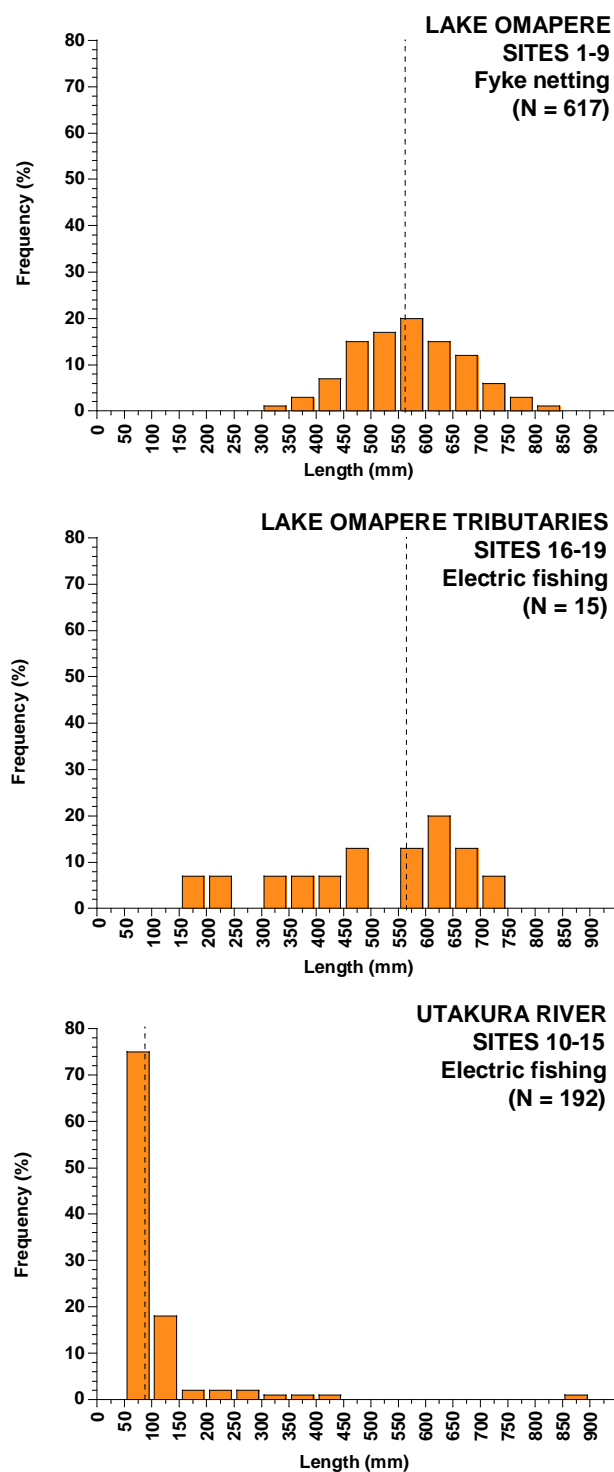 LAKE OMAPERE
SITES 1-9
Fyke netting
(N = 617)
Frequency (%)
80
70
60
50
40
30
20
10
0
0 50 100 150 200 250 300 350 400 450 500 550 600 650 700 750 800 850 900
Length (mm)
LAKE OMAPERE TRIBUTARIES
SITES 16-19
Electric fishing
(N = 15)
Frequency (%)
80
70
60
50
40
30
20
10
0
0 50 100 150 200 250 300 350 400 450 500 550 600 650 700 750 800 850 900
Length (mm)
UTAKURA RIVER
SITES 10-15
Electric fishing
(N = 192)
Frequency (%)
80
70
60
50
40
30
20
10
0
0 50 100 150 200 250 300 350 400 450 500 550 600 650 700 750 800 850 900
Length (mm)